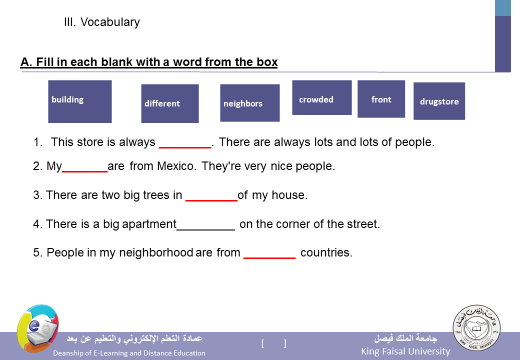 III. Vocabulary
A. Fill in each blank with a word from the box
building different neighbors crowded front drugstore
1. This store is always ________. There are always lots and lots of people.
2. My_______are from Mexico. They're very nice people.
3. There are two big trees in ________of my house.
4. There is a big apartment_________ on the corner of the street.
5. People in my neighborhood are from ________ countries.
عمادة التعلم الإلكتروني والتعليم عن بعد
Deanship of E-Learning and Distance Education
[ ]
جامعة الملك فيصل
King Faisal University